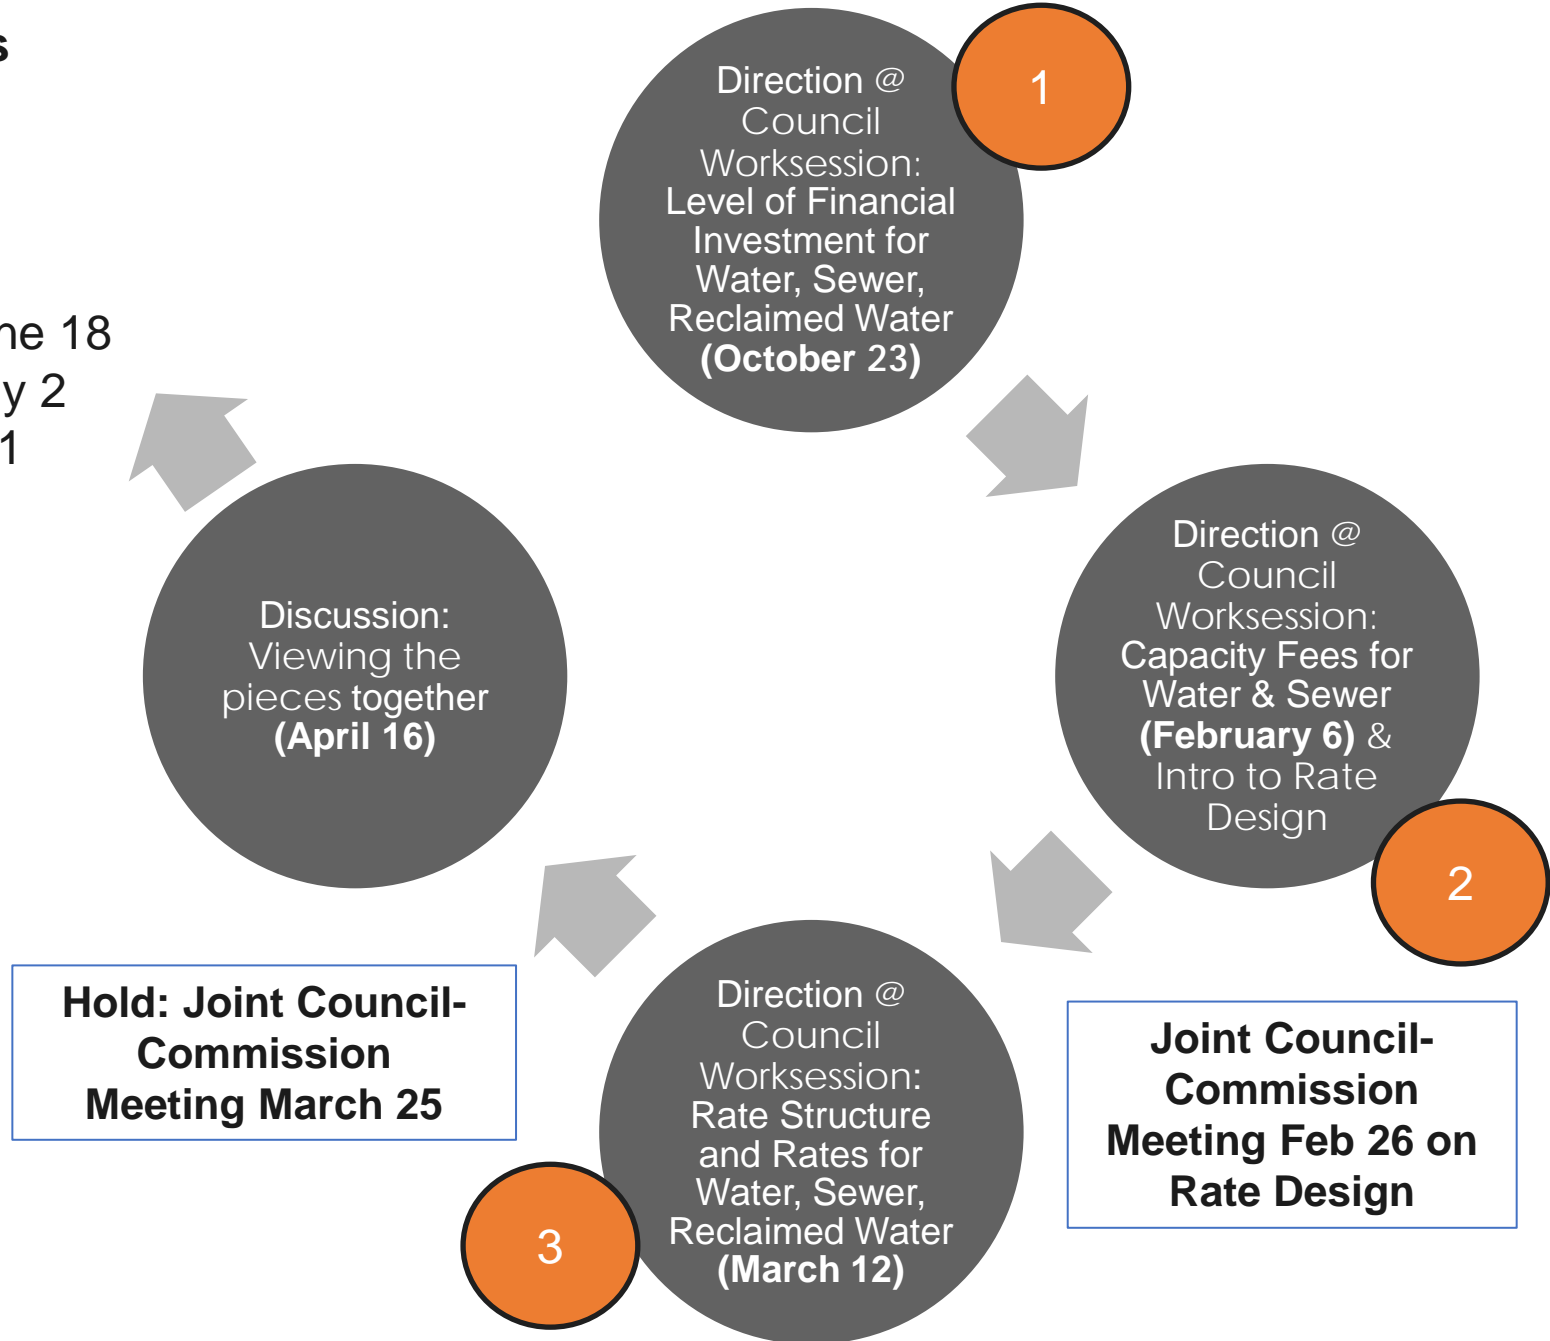 s
ne 18
y 2
1
Direction @
Council
Worksession:
Level of Financial
Investment for
Water, Sewer,
Reclaimed Water
(October 23)
1
Direction @
Council
Worksession:
Capacity Fees for
Water & Sewer
(February 6) &
Intro to Rate
Design
2
Joint Council-
Commission
Meeting Feb 26 on
Rate Design
Direction @
Council
Worksession:
Rate Structure
and Rates for
Water, Sewer,
Reclaimed Water
(March 12)
3
Hold: Joint Council-
Commission
Meeting March 25
Discussion:
Viewing the
pieces together
(April 16)